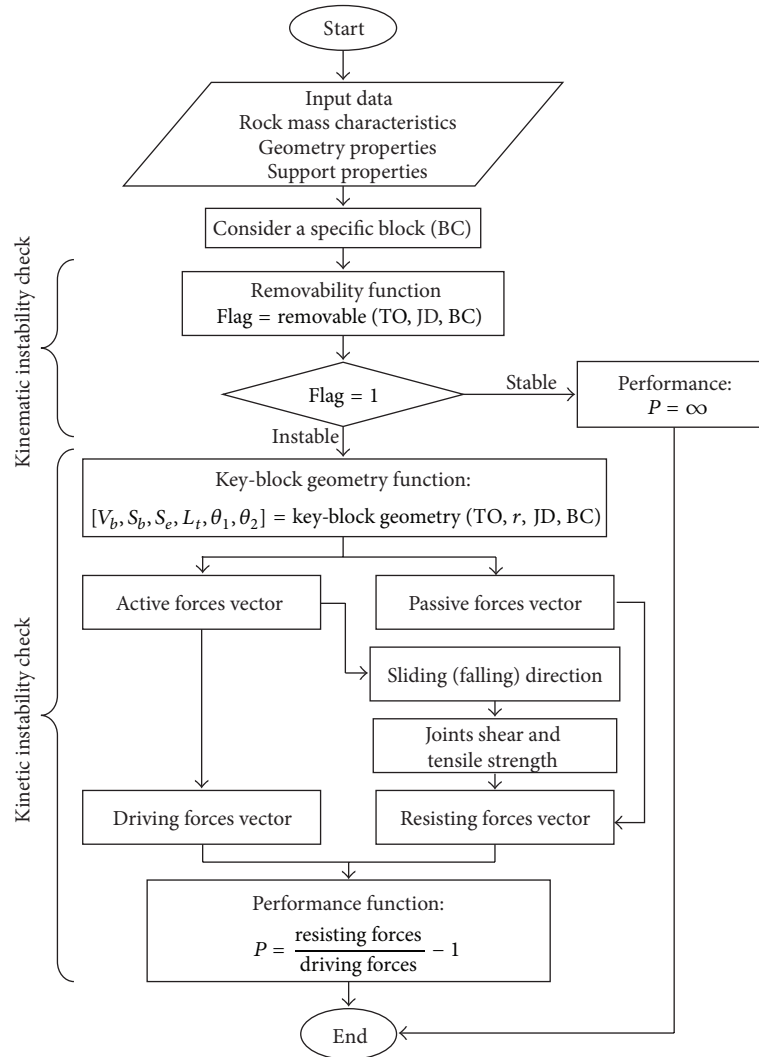 Start
Input data
Rock mass characteristics
Geometry properties
Support properties
Consider a specific block (BC)
Kinematic instability check
Removability function
Flag = removable (TO, JD, BC)
Flag = 1
Stable
Performance:
P = ∞
Instable
Kinetic instability check
Key-block geometry function:
[V_b, S_b, S_e, L_t, θ_1, θ_2] = key-block geometry (TO, r, JD, BC)
Active forces vector
Passive forces vector
Sliding (falling) direction
Joints shear and
tensile strength
Driving forces vector
Resisting forces vector
Performance function:
P = resisting forces / driving forces − 1
End